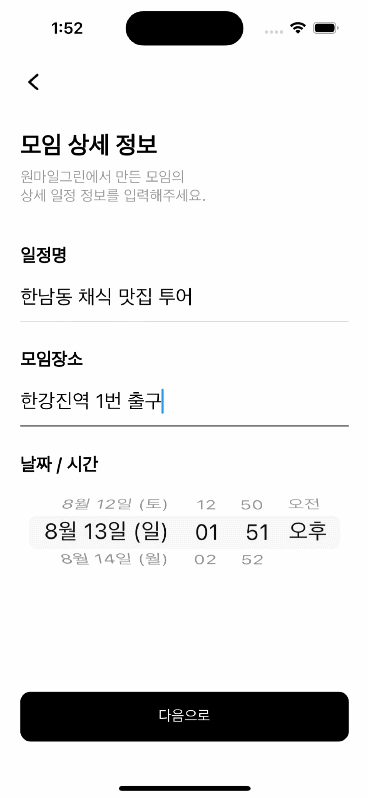 1:52
모임 상세 정보
원마일그린에서 만든 모임의
상세 일정 정보를 입력해주세요.
일정명
한남동 채식 맛집 투어
모임장소
한강진역 1번 출구
날짜 / 시간
8월 12일 (토) 12 50 오전
8월 13일 (일) 01 51 오후
8월 14일 (월) 02 52
다음으로